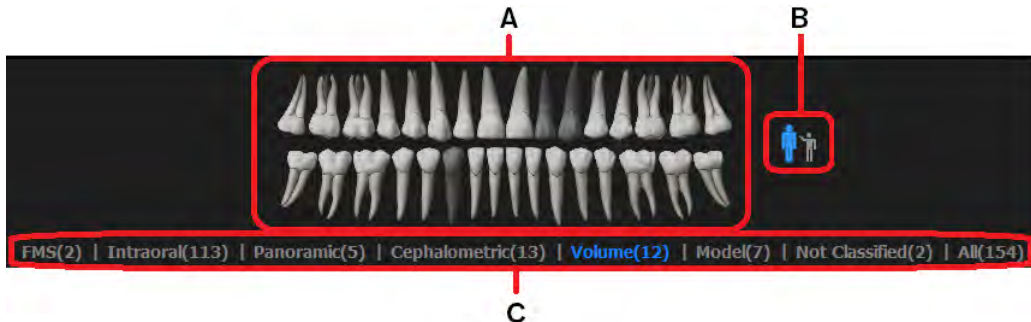 A
B
FMS(2) | Intraoral(113) | Panoramic(5) | Cephalometric(13) | Volume(12) | Model(7) | Not Classified(2) | All(154)
C